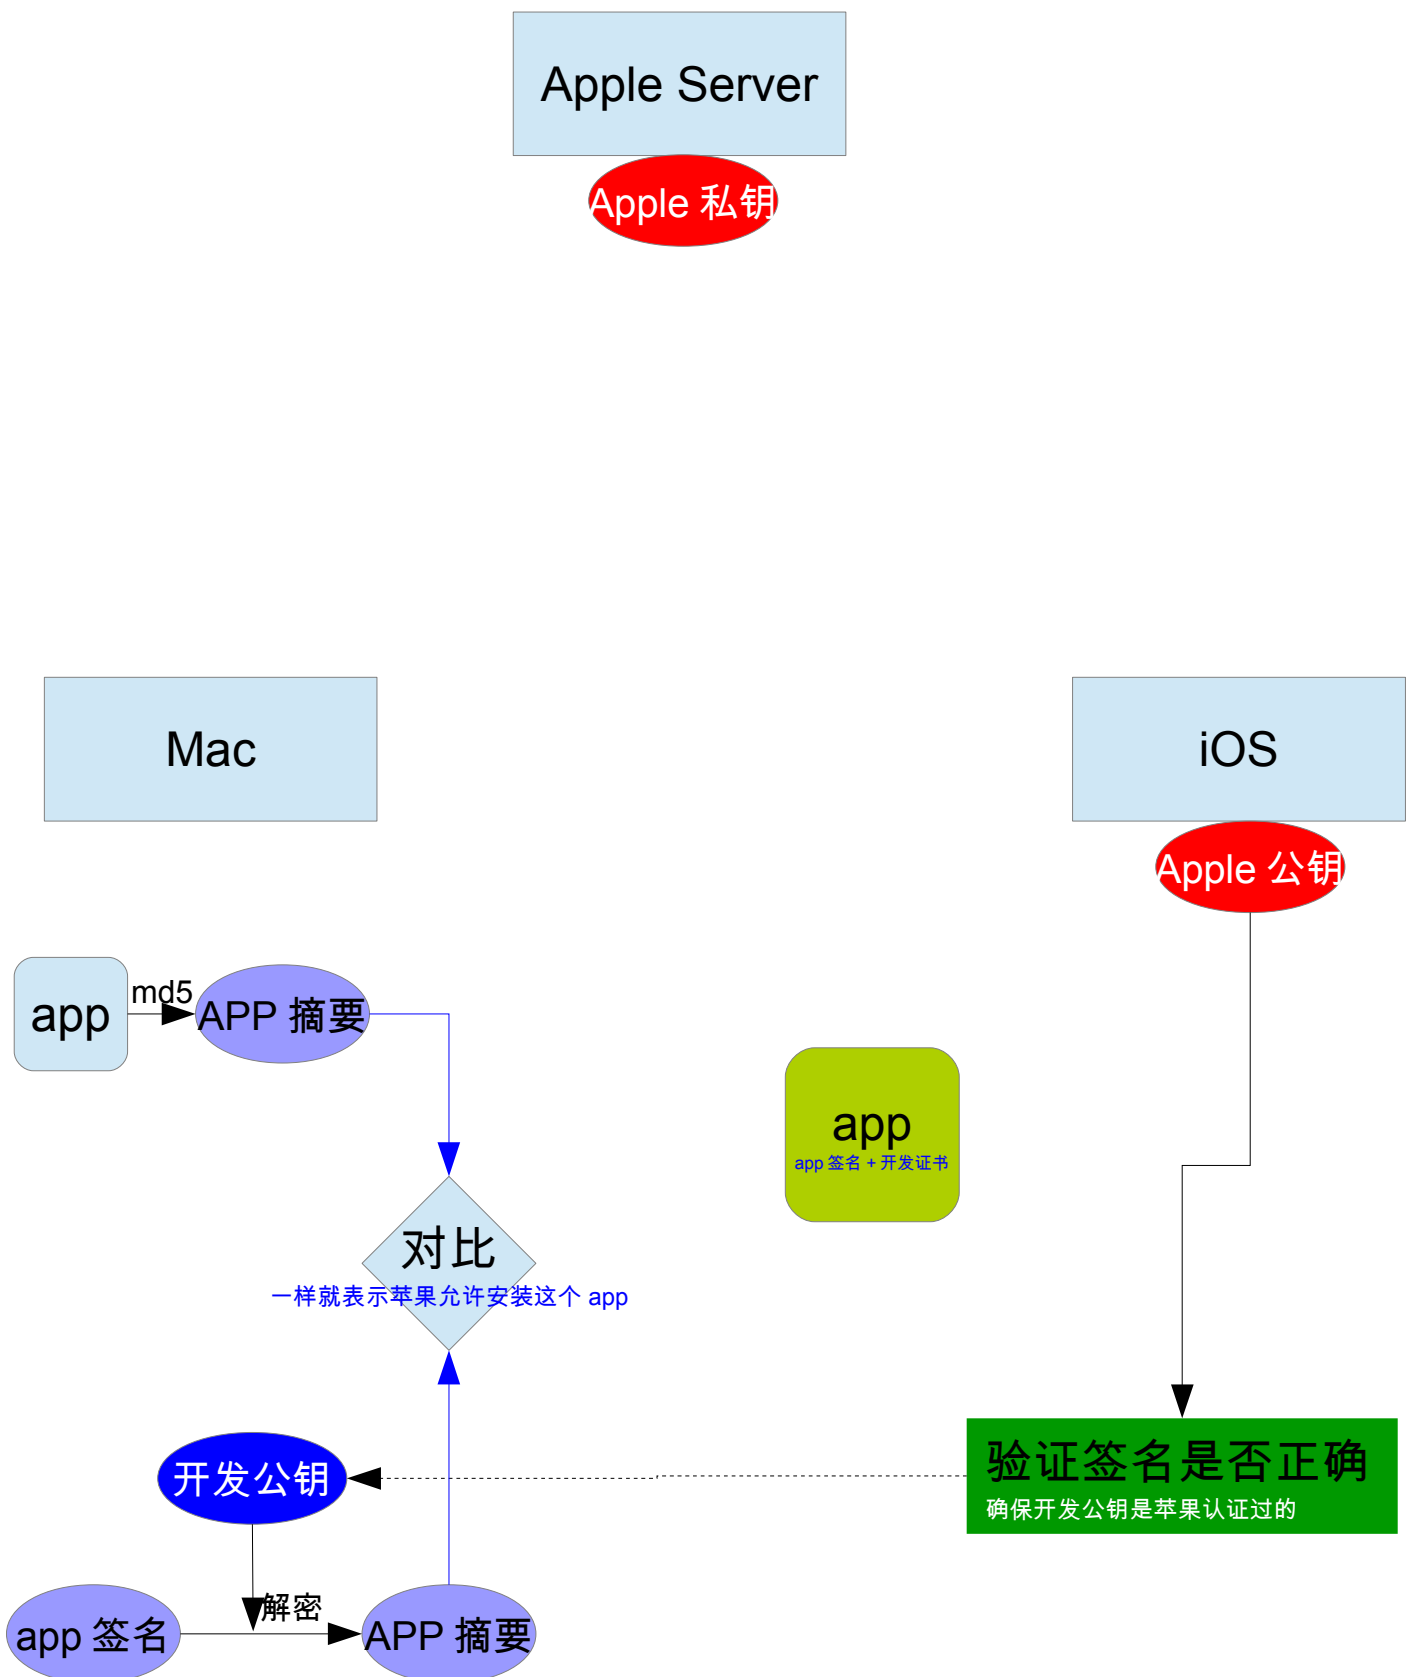 Apple Server
Apple 私钥
Mac
iOS
Apple 公钥
app
md5
APP 摘要
app
app 签名 + 开发证书
对比
一样就表示苹果允许安装这个 app
开发公钥
验证签名是否正确
确保开发公钥是苹果认证过的
解密
app 签名
APP 摘要